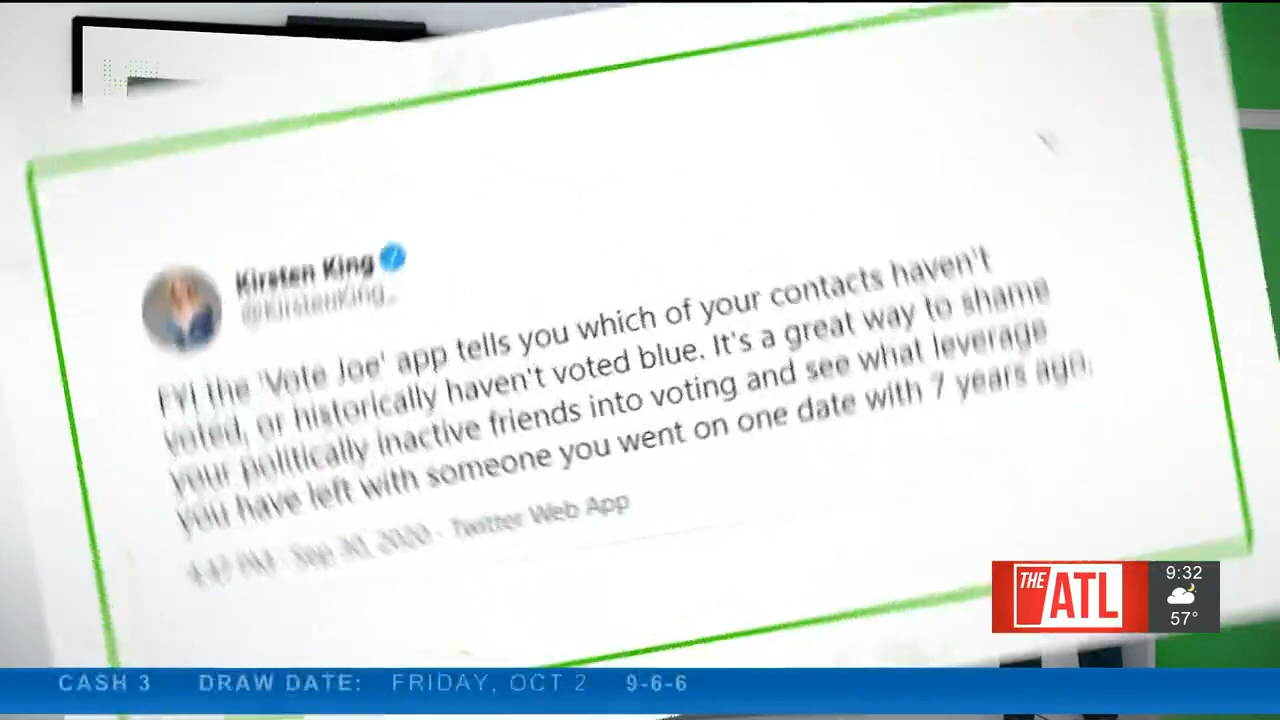 Kirsten King
@KirstenKing_
FYI the 'Vote Joe' app tells you which of your contacts haven't
voted, or historically haven't voted blue. It's a great way to shame
your politically inactive friends into voting and see what leverage
you have left with someone you went on one date with 7 years ago.
4:47 PM · Sep 30, 2020 · Twitter Web App
THE ATL
9:32
57°
CASH 3 DRAW DATE: FRIDAY, OCT 2 9-6-6